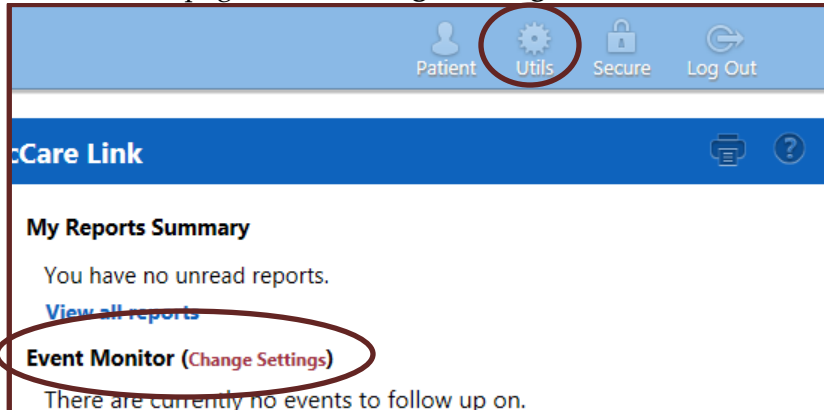 Patient Utils Secure Log Out
cCare Link
?
My Reports Summary
You have no unread reports.
View all reports
Event Monitor (Change Settings)
There are currently no events to follow up on.